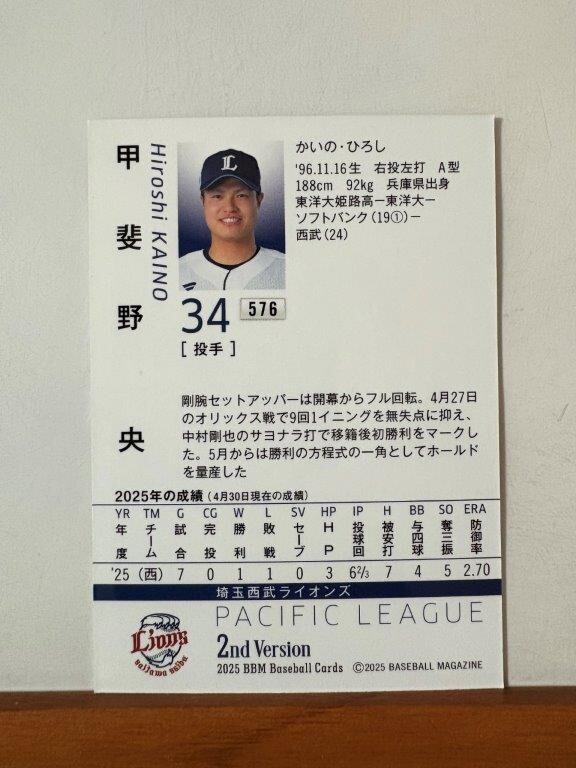 甲斐野 央
Hiroshi KAINO
L
かいの・ひろし
'96.11.16生 右投左打 A型
188cm 92kg 兵庫県出身
東洋大姫路高ー東洋大ー
ソフトバンク(19①)ー
西武(24)
34
576
[投手]
剛腕セットアッパーは開幕からフル回転。4月27日
のオリックス戦で9回1イニングを無失点に抑え、
中村剛也のサヨナラ打で移籍後初勝利をマークし
た。5月からは勝利の方程式の一角としてホールド
を量産した
2025年の成績(4月30日現在の成績)
YR TM G CG W L SV HP IP H BB SO ERA
年度 チーム 試合 完投 勝利 敗戦 セーブ HP 投球回 被安打 与四球 奪三振 防御率
'25 (西) 7 0 1 1 0 3 6 2/3 7 4 5 2.70
埼玉西武ライオンズ
PACIFIC LEAGUE
Lions
saitama seibu
2nd Version
2025 BBM Baseball Cards ©2025 BASEBALL MAGAZINE